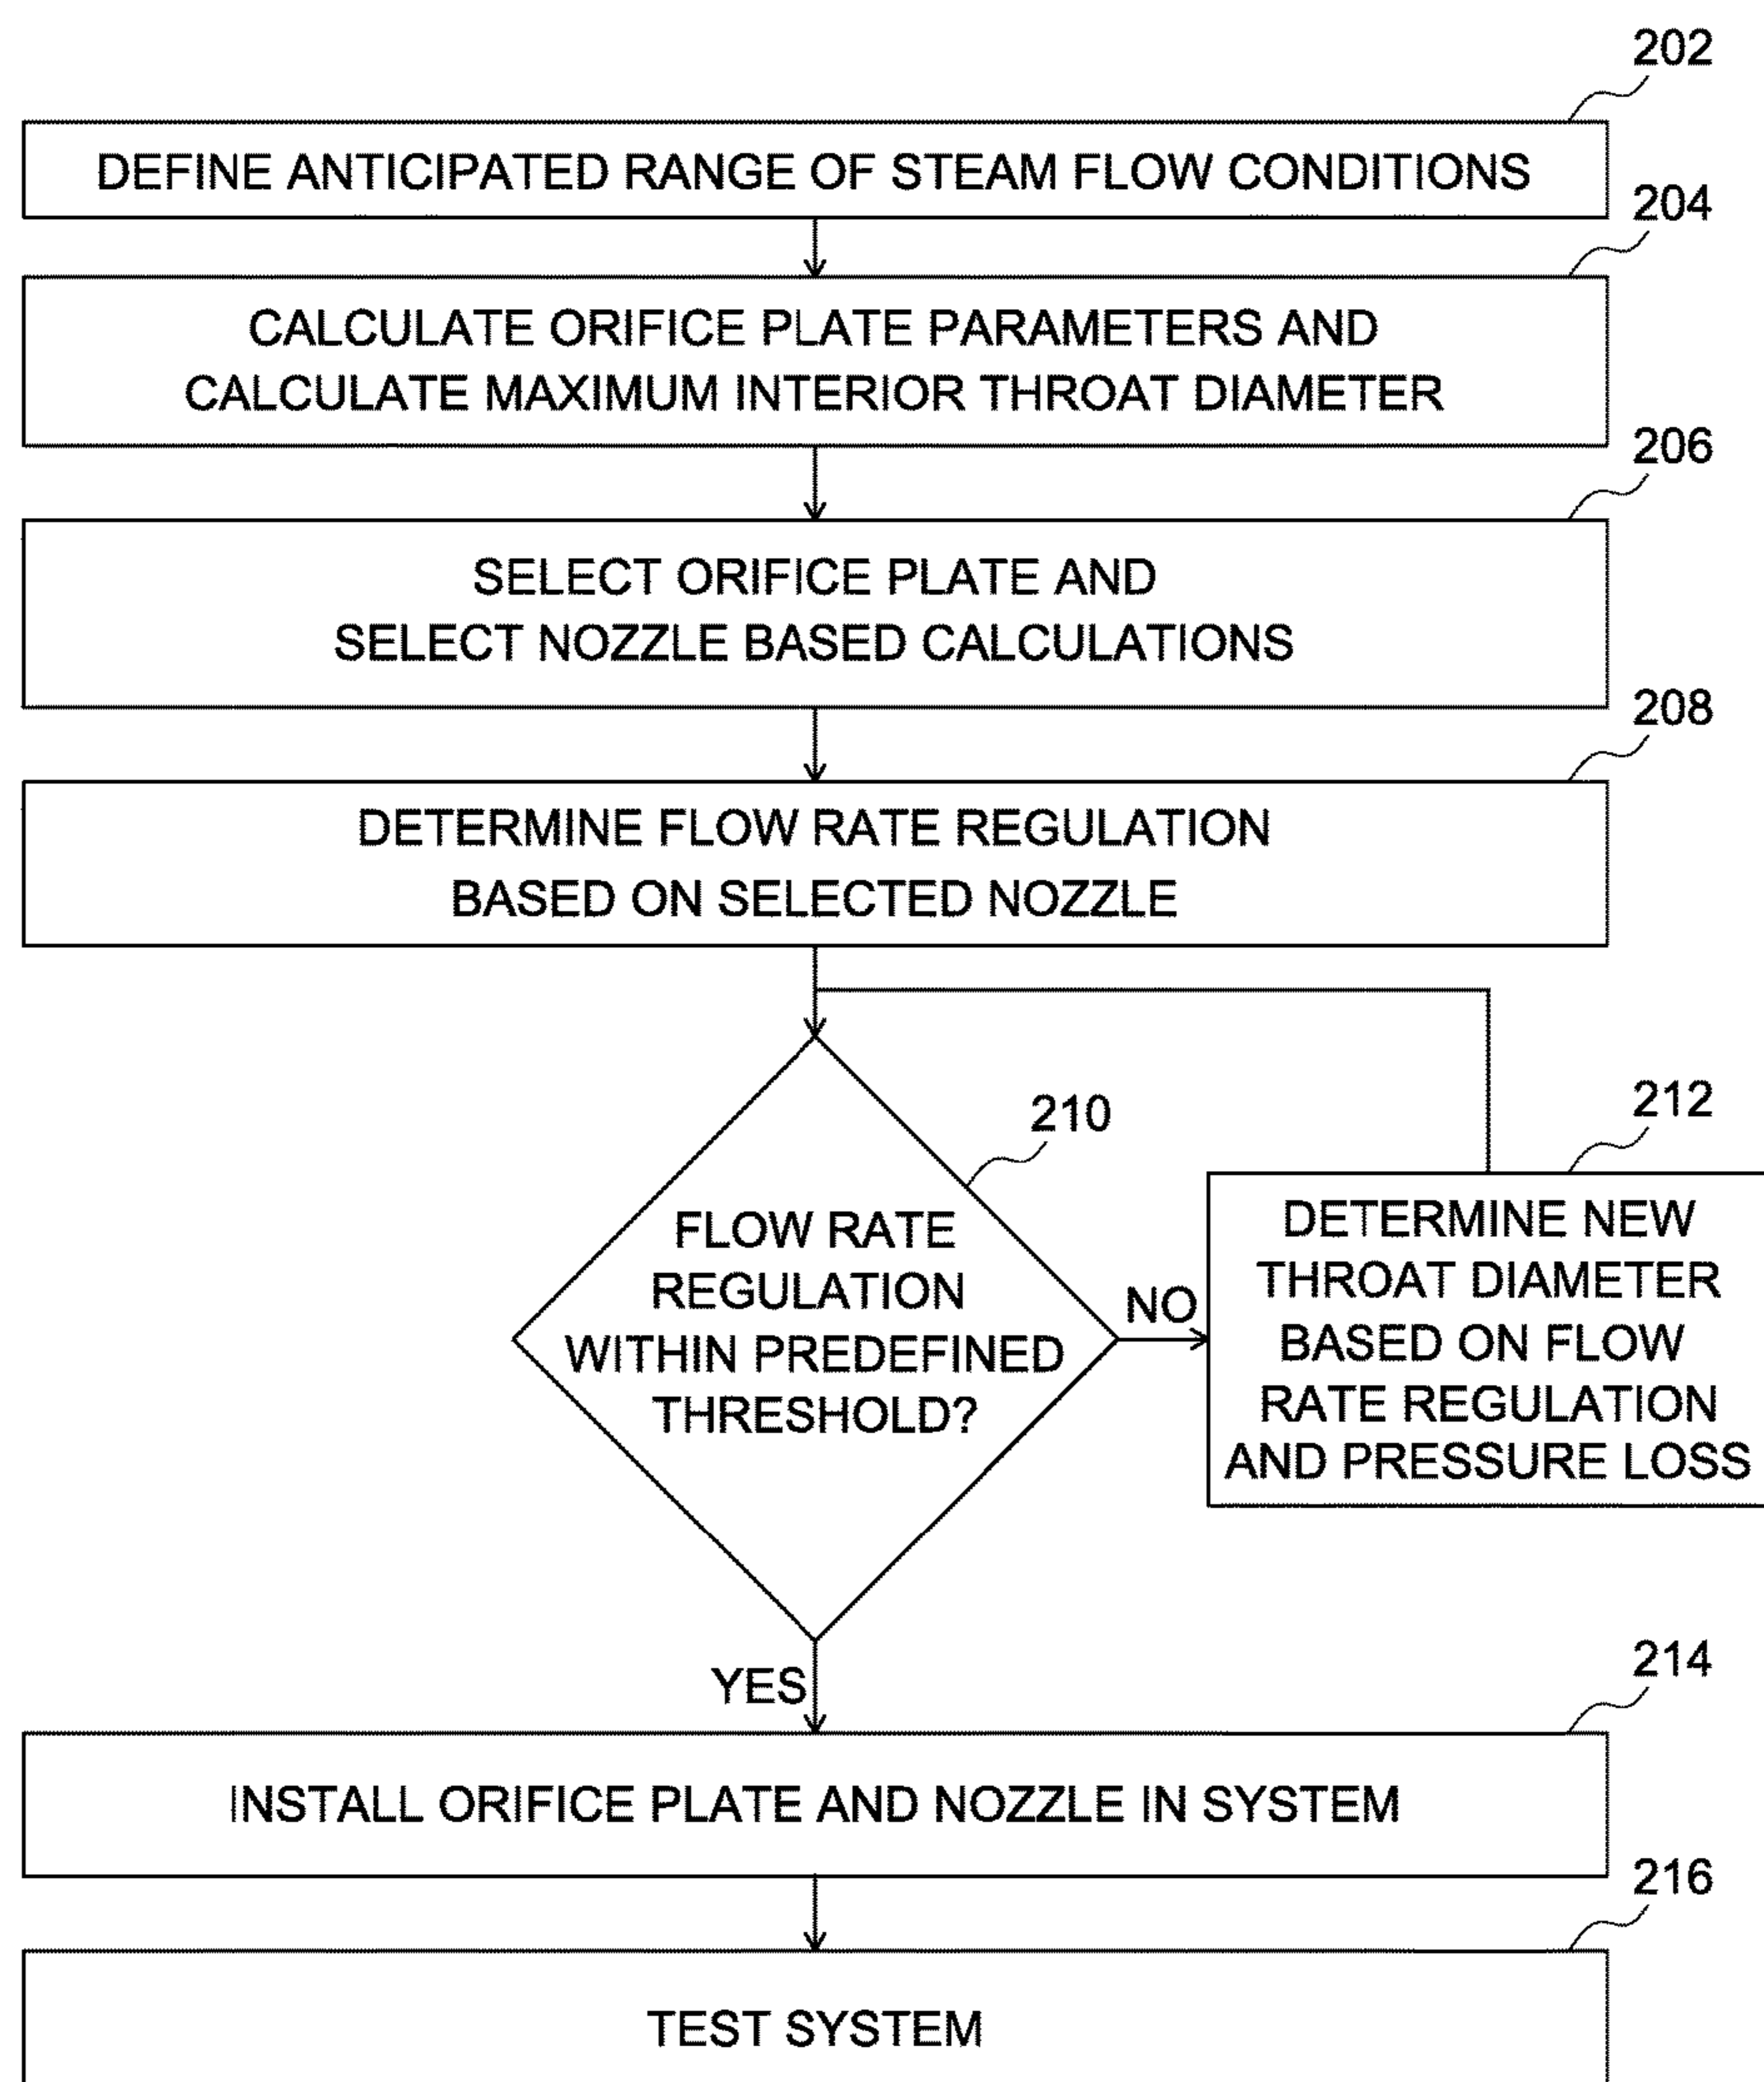 202
DEFINE ANTICIPATED RANGE OF STEAM FLOW CONDITIONS
204
CALCULATE ORIFICE PLATE PARAMETERS AND
CALCULATE MAXIMUM INTERIOR THROAT DIAMETER
206
SELECT ORIFICE PLATE AND
SELECT NOZZLE BASED CALCULATIONS
208
DETERMINE FLOW RATE REGULATION
BASED ON SELECTED NOZZLE
210
FLOW RATE
REGULATION
WITHIN PREDEFINED
THRESHOLD?
NO
212
DETERMINE NEW
THROAT DIAMETER
BASED ON FLOW
RATE REGULATION
AND PRESSURE LOSS
YES
214
INSTALL ORIFICE PLATE AND NOZZLE IN SYSTEM
216
TEST SYSTEM